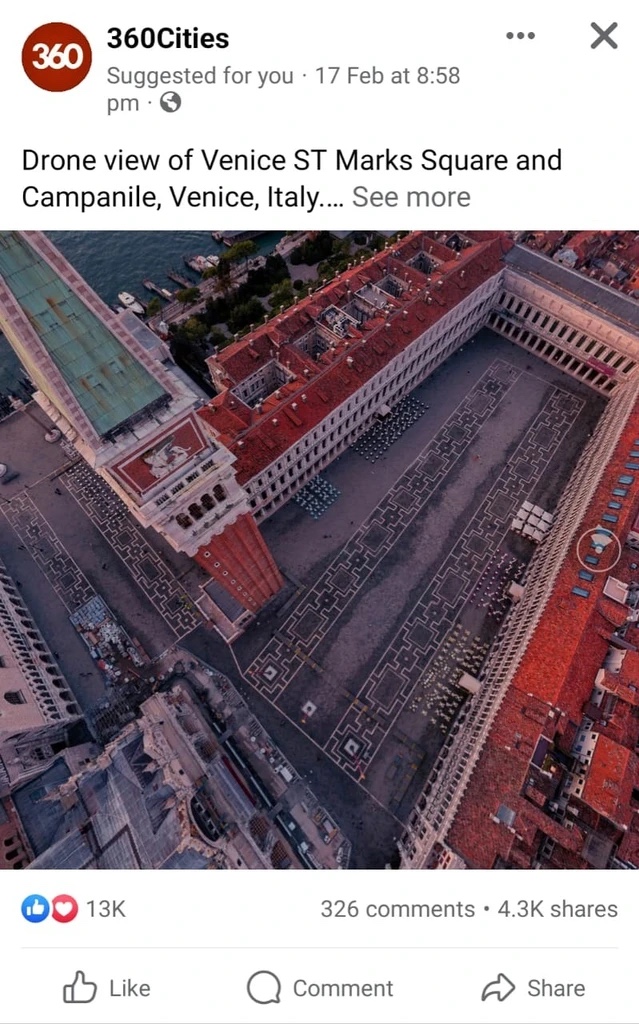 360
360Cities
Suggested for you · 17 Feb at 8:58
pm ·
Drone view of Venice ST Marks Square and
Campanile, Venice, Italy.... See more
13K
326 comments • 4.3K shares
Like
Comment
Share